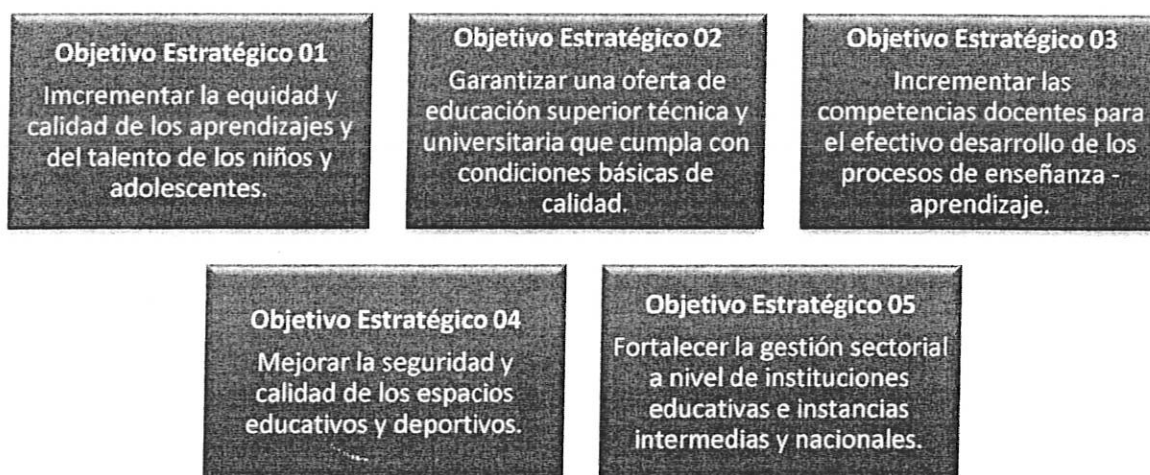 Objetivo Estratégico 01
Imcrementar la equidad y
calidad de los aprendizajes y
del talento de los niños y
adolescentes.
Objetivo Estratégico 02
Garantizar una oferta de
educación superior técnica y
universitaria que cumpla con
condiciones básicas de
calidad.
Objetivo Estratégico 03
Incrementar las
competencias docentes para
el efectivo desarrollo de los
procesos de enseñanza -
aprendizaje.
Objetivo Estratégico 04
Mejorar la seguridad y
calidad de los espacios
educativos y deportivos.
Objetivo Estratégico 05
Fortalecer la gestión sectorial
a nivel de instituciones
educativas e instancias
intermedias y nacionales.